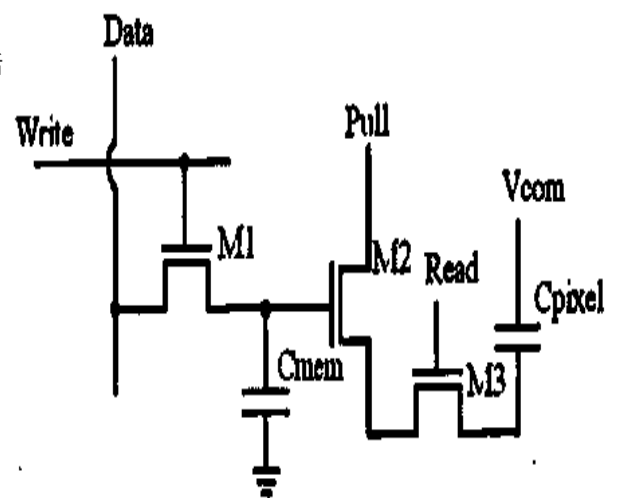 Data
Write
Pull
Vcom
M1
M2
Read
Cpixel
Cmem
M3